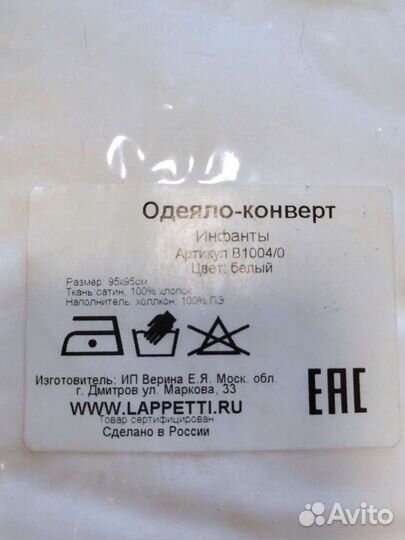 Одеяло-конверт
Инфанты
Артикул В1004/0
Цвет: белый
Размер: 95х95см
Ткань сатин, 100% хлопок
Наполнитель: холлкон, 100% ПЭ
Изготовитель: ИП Верина Е.Я. Моск. обл.
г. Дмитров ул. Маркова, 33
WWW.LAPPETTI.RU
Товар сертифицирован
Сделано в России
EAC
Avito